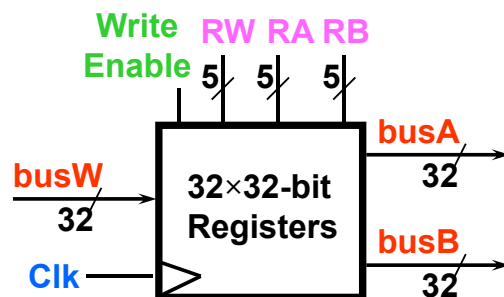 Write
Enable
RW RA RB
5 5 5
busW
32
32×32-bit
Registers
busA
32
busB
32
Clk